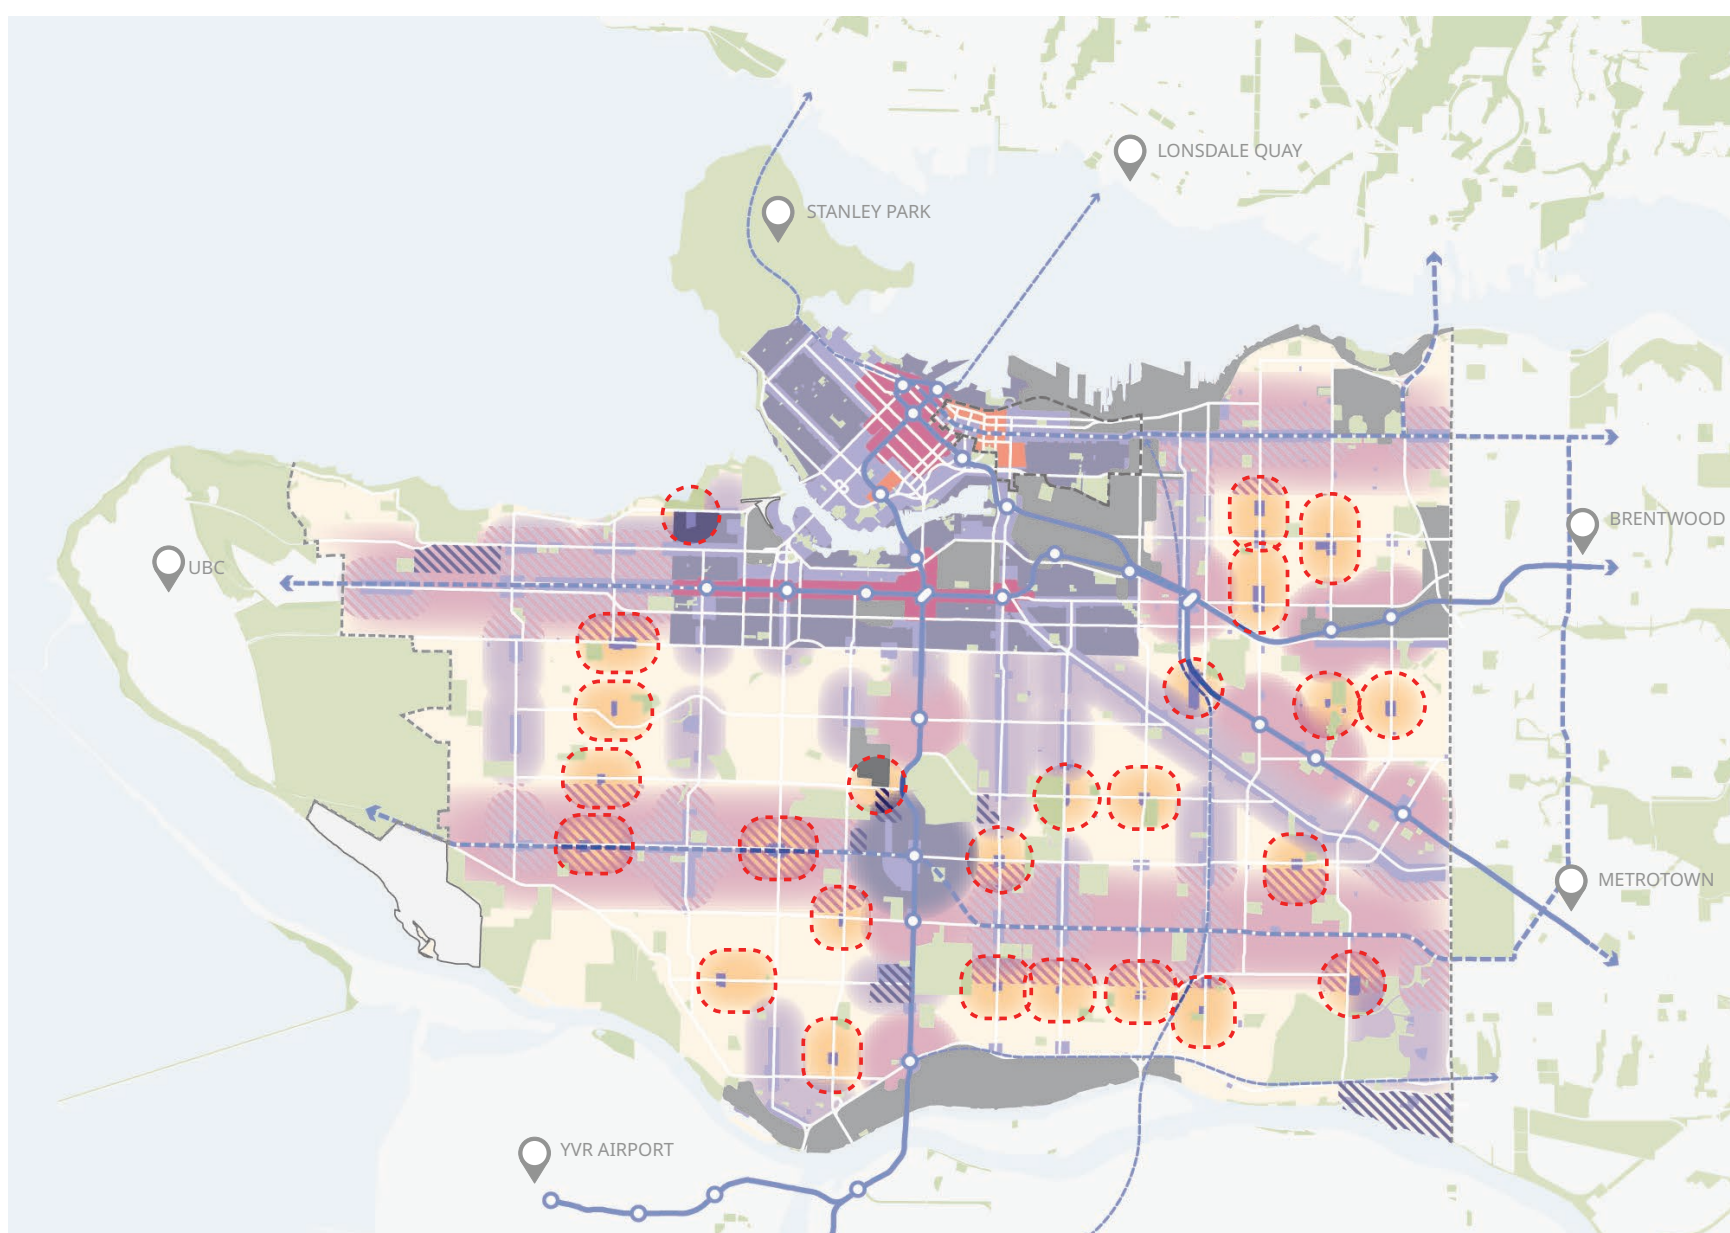 LONSDALE QUAY
STANLEY PARK
BRENTWOOD
UBC
METROTOWN
YVR AIRPORT